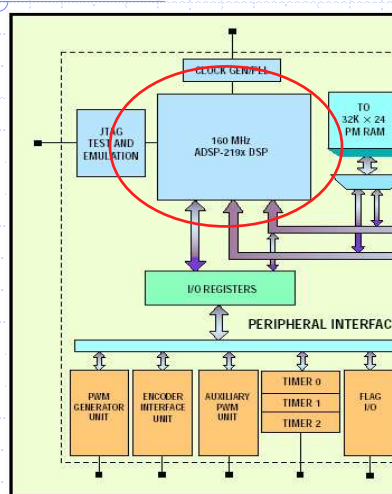 CLOCK GEN/PLL
JTAG
TEST AND
EMULATION
160 MHz
ADSP-219x DSP
TO
32K × 24
PM RAM
I/O REGISTERS
PERIPHERAL INTERFAC
PWM
GENERATOR
UNIT
ENCODER
INTERFACE
UNIT
AUXILIARY
PWM
UNIT
TIMER 0
TIMER 1
TIMER 2
FLAG
I/O